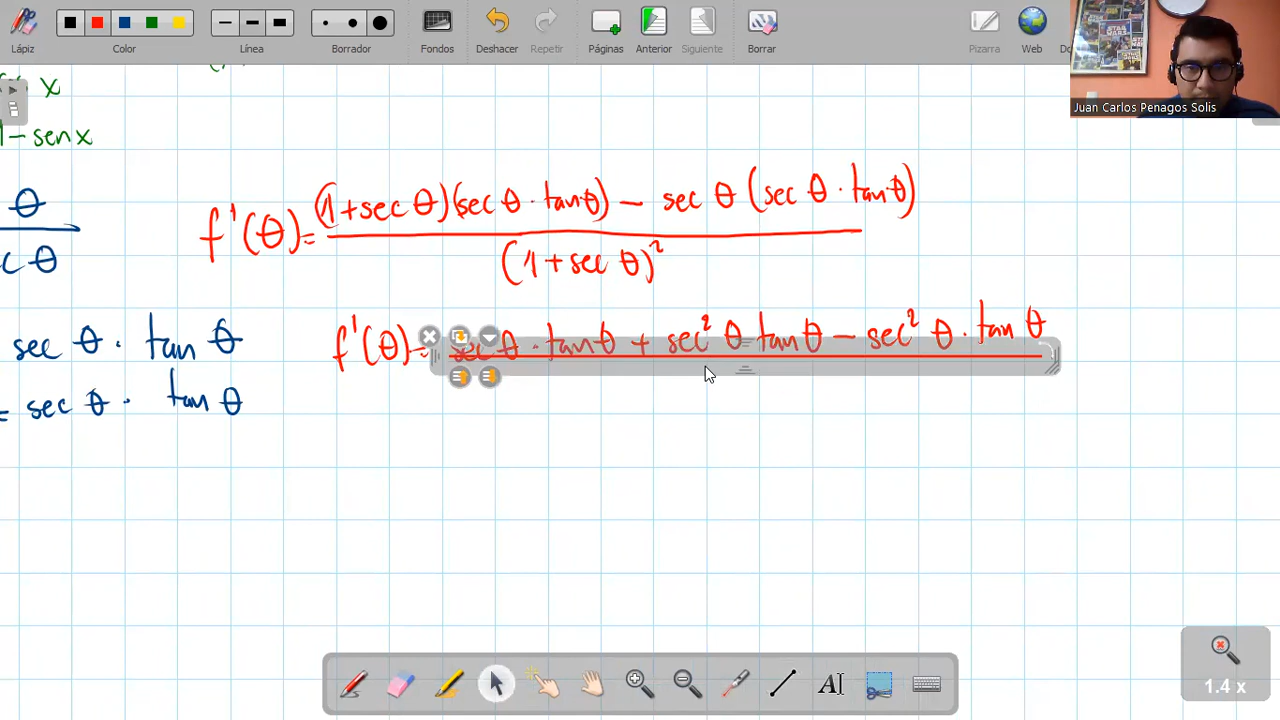 Lápiz
Color
Línea
Borrador
Fondos
Deshacer
Repetir
Páginas
Anterior
Siguiente
Borrar
Pizarra
Web
Juan Carlos Penagos Solis
x
1 - sen x
θ
c θ
sec θ · tan θ
= sec θ · tan θ
f'(θ) = (1 + sec θ)(sec θ · tan θ) - sec θ (sec θ · tan θ)
(1 + sec θ)²
f'(θ) = sec θ · tan θ + sec² θ tan θ - sec² θ · tan θ
1.4 x